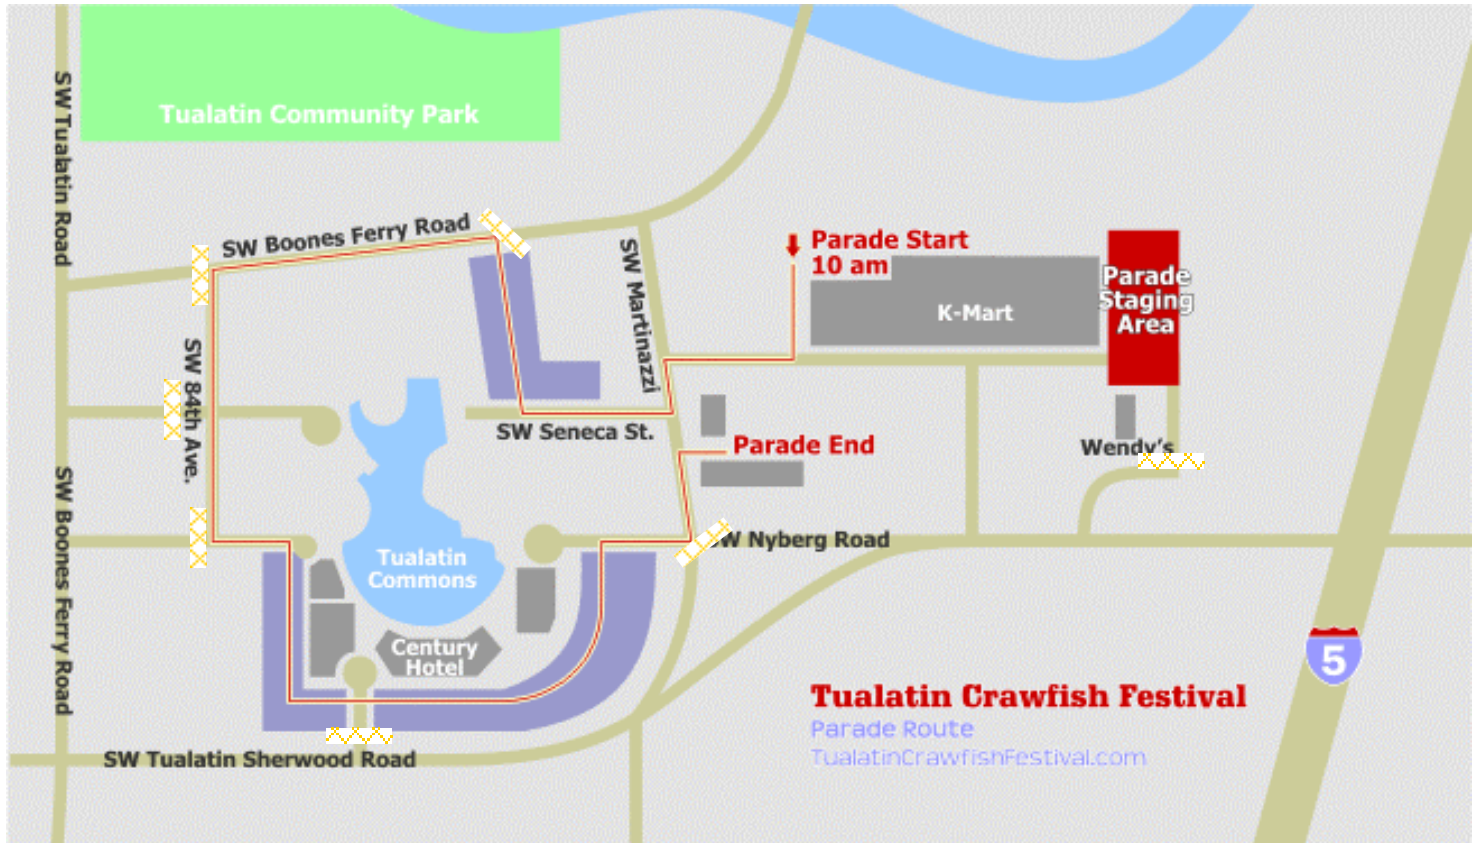 Tualatin Community Park
SW Tualatin Road
SW Boones Ferry Road
SW Martinazzi
Parade Start
10 am
K-Mart
Parade
Staging
Area
SW 84th Ave.
SW Seneca St.
Parade End
Wendy's
SW Boones Ferry Road
SW Nyberg Road
Tualatin
Commons
Century
Hotel
5
Tualatin Crawfish Festival
Parade Route
TualatinCrawfishFestival.com
SW Tualatin Sherwood Road